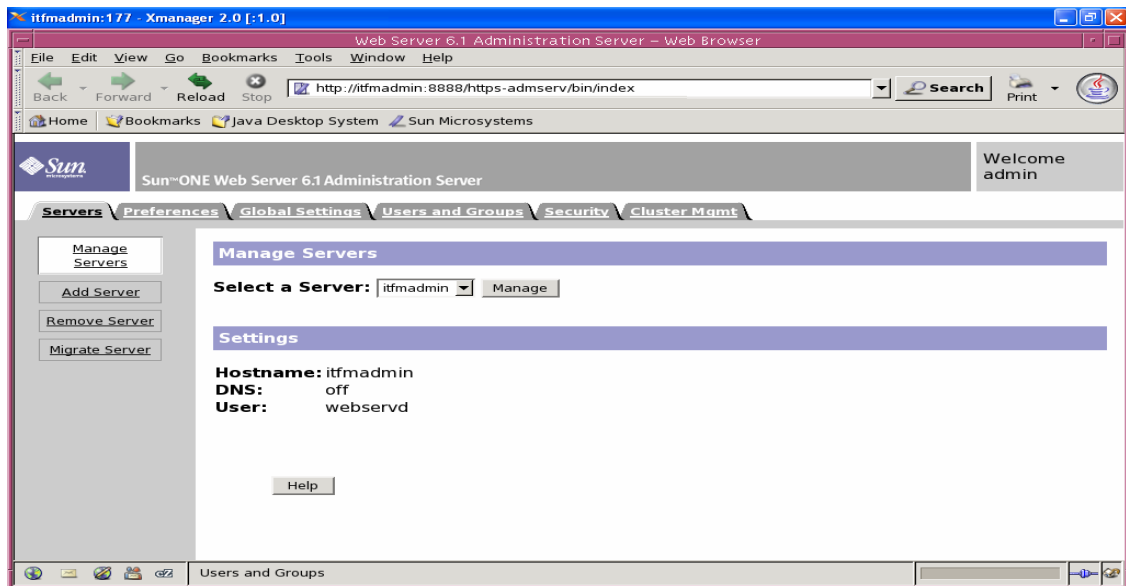 itfmadmin:177 - Xmanager 2.0 [:1.0]
Web Server 6.1 Administration Server – Web Browser
File Edit View Go Bookmarks Tools Window Help
Back Forward Reload Stop http://itfmadmin:8888/https-admserv/bin/index Search Print
Home Bookmarks Java Desktop System Sun Microsystems
Sun microsystems
Sun™ONE Web Server 6.1 Administration Server
Welcome admin
Servers Preferences Global Settings Users and Groups Security Cluster Mgmt
Manage Servers
Add Server
Remove Server
Migrate Server
Manage Servers
Select a Server: itfmadmin Manage
Settings
Hostname: itfmadmin
DNS: off
User: webservd
Help
Users and Groups